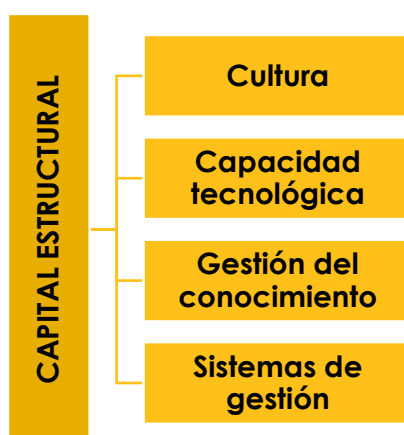 CAPITAL ESTRUCTURAL
Cultura
Capacidad
tecnológica
Gestión del
conocimiento
Sistemas de
gestión